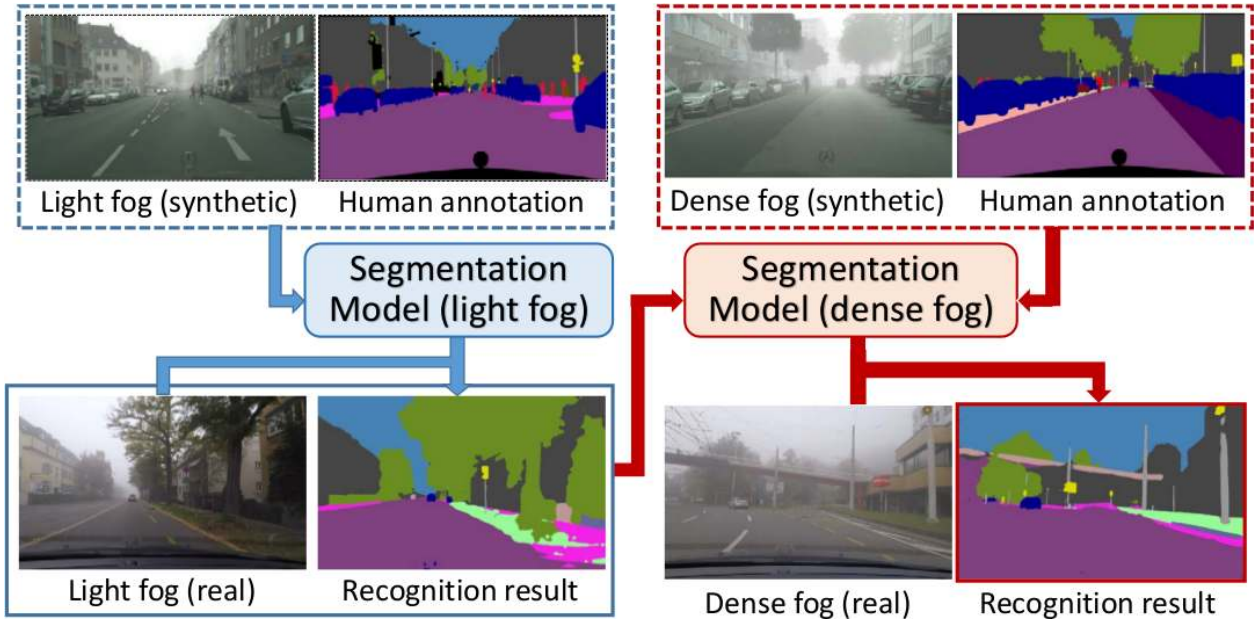 Light fog (synthetic)
Human annotation
Dense fog (synthetic)
Human annotation
Segmentation
Model (light fog)
Segmentation
Model (dense fog)
Light fog (real)
Recognition result
Dense fog (real)
Recognition result